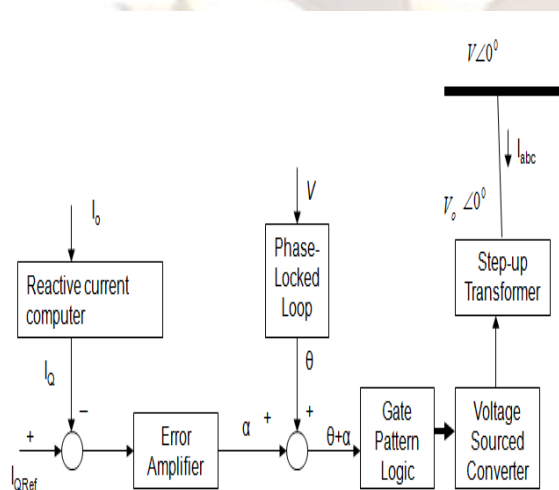 V∠0⁰
I_abc
V_o ∠0⁰
I_o
V
Phase-
Locked
Loop
Step-up
Transformer
Reactive current
computer
I_Q
θ
−
+
Error
Amplifier
α
+
+
θ+α
Gate
Pattern
Logic
Voltage
Sourced
Converter
I_QRef